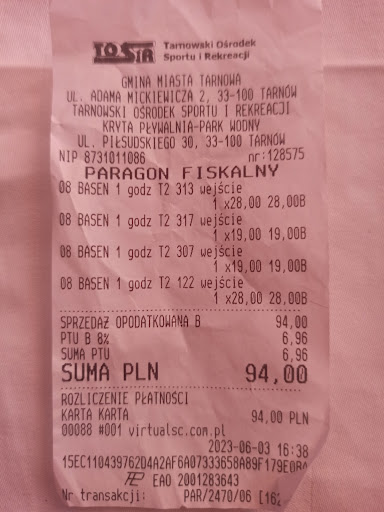 TOSiR Tarnowski Ośrodek
Sportu i Rekreacji
GMINA MIASTA TARNOWA
UL. ADAMA MICKIEWICZA 2, 33-100 TARNÓW
TARNOWSKI OŚRODEK SPORTU I REKREACJI
KRYTA PŁYWALNIA-PARK WODNY
UL. PIŁSUDSKIEGO 30, 33-100 TARNÓW
NIP 8731011086 nr:128575
PARAGON FISKALNY
08 BASEN 1 godz T2 313 wejście
1 x28,00 28,00B
08 BASEN 1 godz T2 317 wejście
1 x19,00 19,00B
08 BASEN 1 godz T2 307 wejście
1 x19,00 19,00B
08 BASEN 1 godz T2 122 wejście
1 x28,00 28,00B
SPRZEDAŻ OPODATKOWANA B 94,00
PTU B 8% 6,96
SUMA PTU 6,96
SUMA PLN 94,00
ROZLICZENIE PŁATNOŚCI
KARTA KARTA 94,00 PLN
00088 #001 virtualsc.com.pl
2023-06-03 16:38
15EC110439762D4A2AF6A07333658A89F179E0BA
EAO 2001283643
Nr transakcji: PAR/2470/06